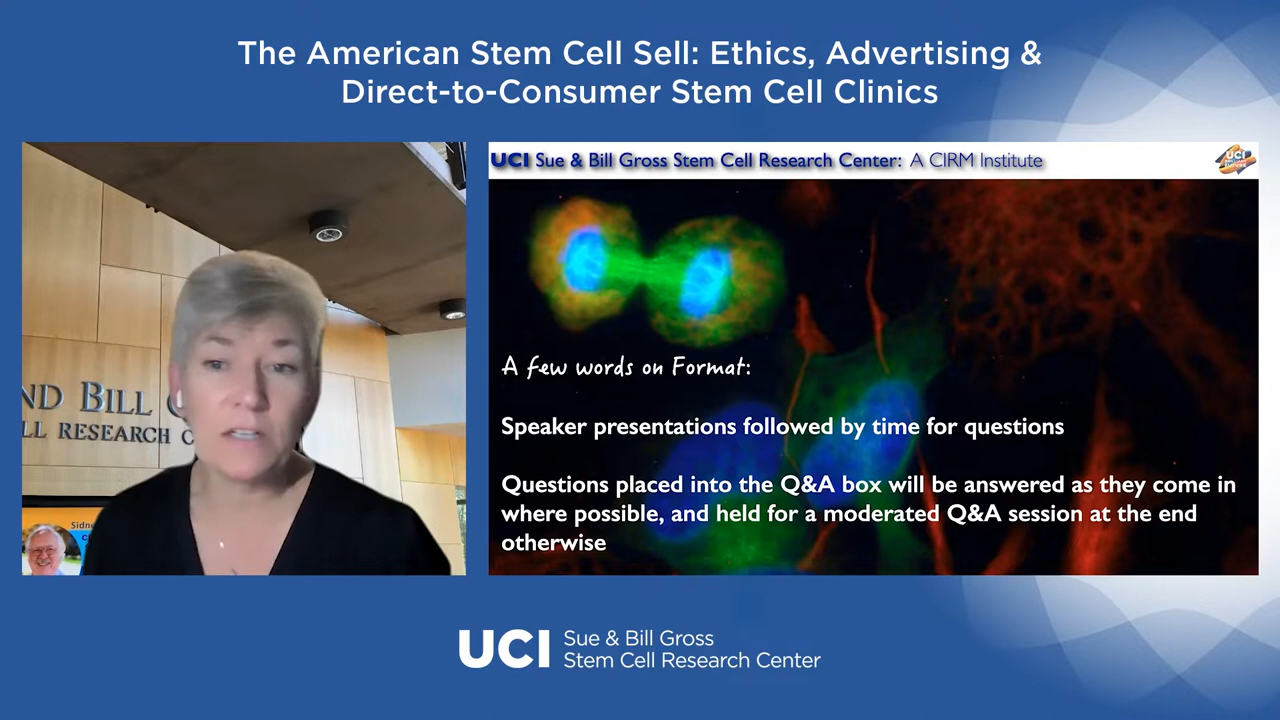 The American Stem Cell Sell: Ethics, Advertising &
Direct-to-Consumer Stem Cell Clinics
UCI Sue & Bill Gross Stem Cell Research Center: A CIRM Institute
UCI
A few words on Format:
Speaker presentations followed by time for questions
Questions placed into the Q&A box will be answered as they come in
where possible, and held for a moderated Q&A session at the end
otherwise
ND BILL
LL RESEARCH C
Sidne
UCI Sue & Bill Gross
Stem Cell Research Center